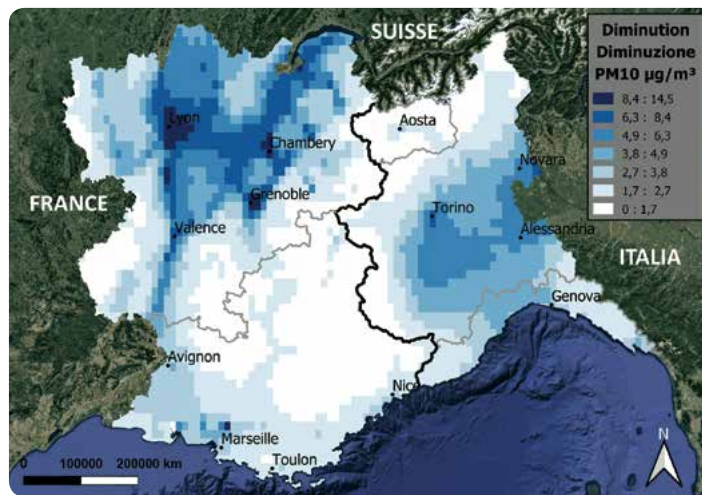 SUISSE
Diminution
Diminuzione
PM10 µg/m³
8,4 : 14,5
6,3 : 8,4
4,9 : 6,3
3,8 : 4,9
2,7 : 3,8
1,7 : 2,7
0 : 1,7
Lyon
Aosta
Chambery
Novara
Grenoble
FRANCE
Torino
Valence
Alessandria
ITALIA
Genova
Avignon
Nice
Marseille
Toulon
0 100000 200000 km
N